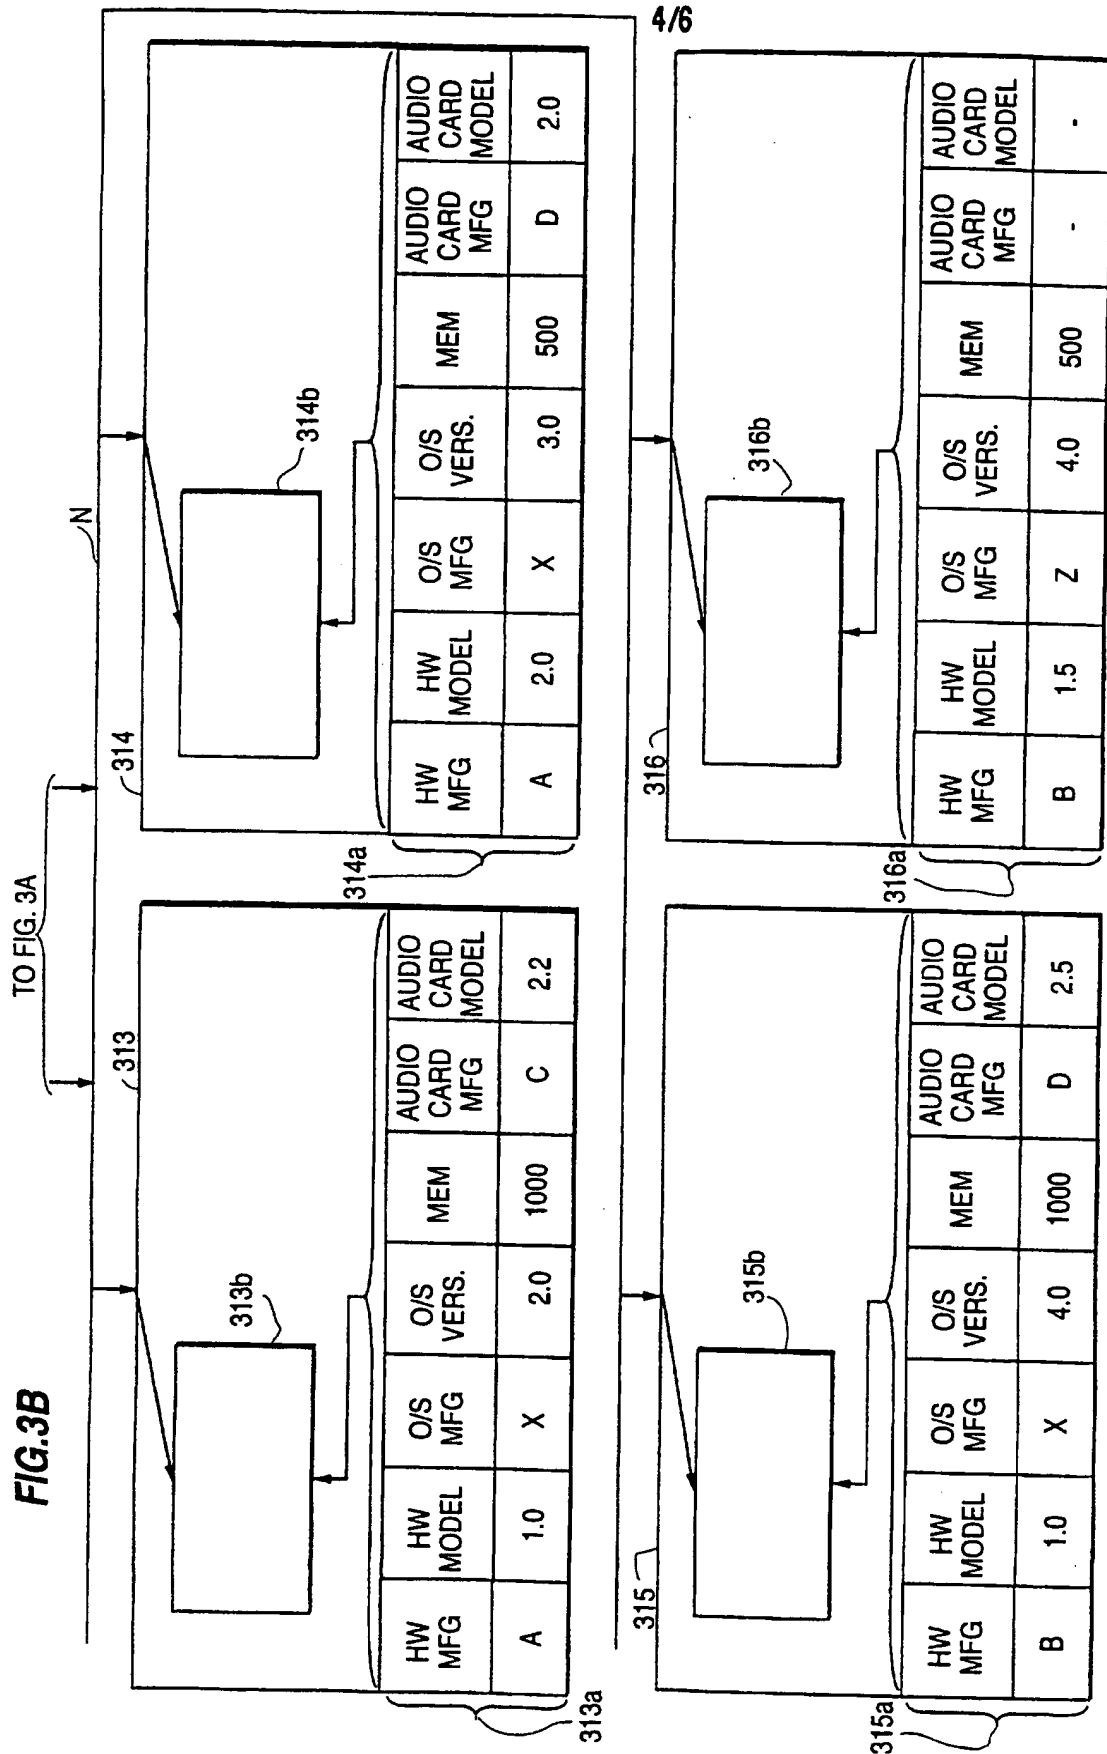 4/6
FIG.3B
TO FIG. 3A
N
313
313b
HW MFG | HW MODEL | O/S MFG | O/S VERS. | MEM | AUDIO CARD MFG | AUDIO CARD MODEL
A | 1.0 | X | 2.0 | 1000 | C | 2.2
313a
314
314b
HW MFG | HW MODEL | O/S MFG | O/S VERS. | MEM | AUDIO CARD MFG | AUDIO CARD MODEL
A | 2.0 | X | 3.0 | 500 | D | 2.0
314a
315
315b
HW MFG | HW MODEL | O/S MFG | O/S VERS. | MEM | AUDIO CARD MFG | AUDIO CARD MODEL
B | 1.0 | X | 4.0 | 1000 | D | 2.5
315a
316
316b
HW MFG | HW MODEL | O/S MFG | O/S VERS. | MEM | AUDIO CARD MFG | AUDIO CARD MODEL
B | 1.5 | Z | 4.0 | 500 | - | -
316a